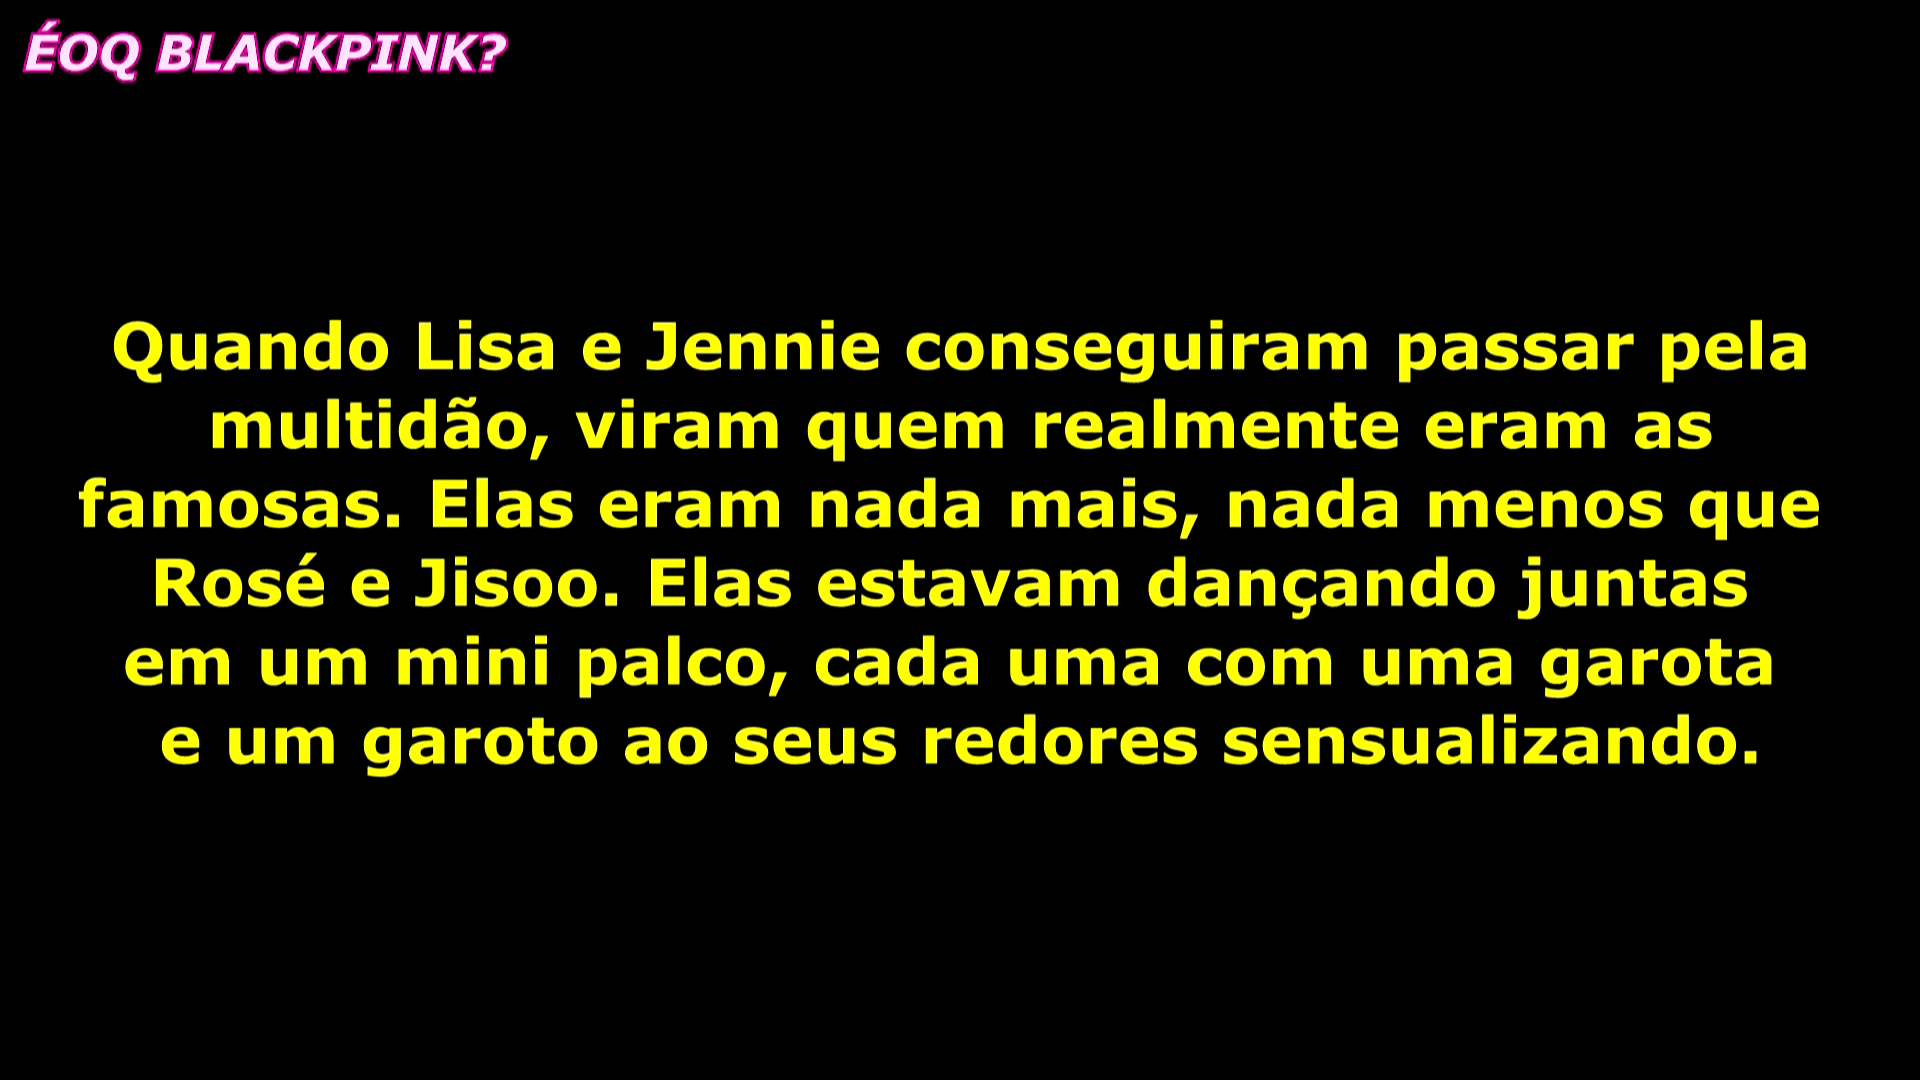 ÉOQ BLACKPINK?
Quando Lisa e Jennie conseguiram passar pela
multidão, viram quem realmente eram as
famosas. Elas eram nada mais, nada menos que
Rosé e Jisoo. Elas estavam dançando juntas
em um mini palco, cada uma com uma garota
e um garoto ao seus redores sensualizando.